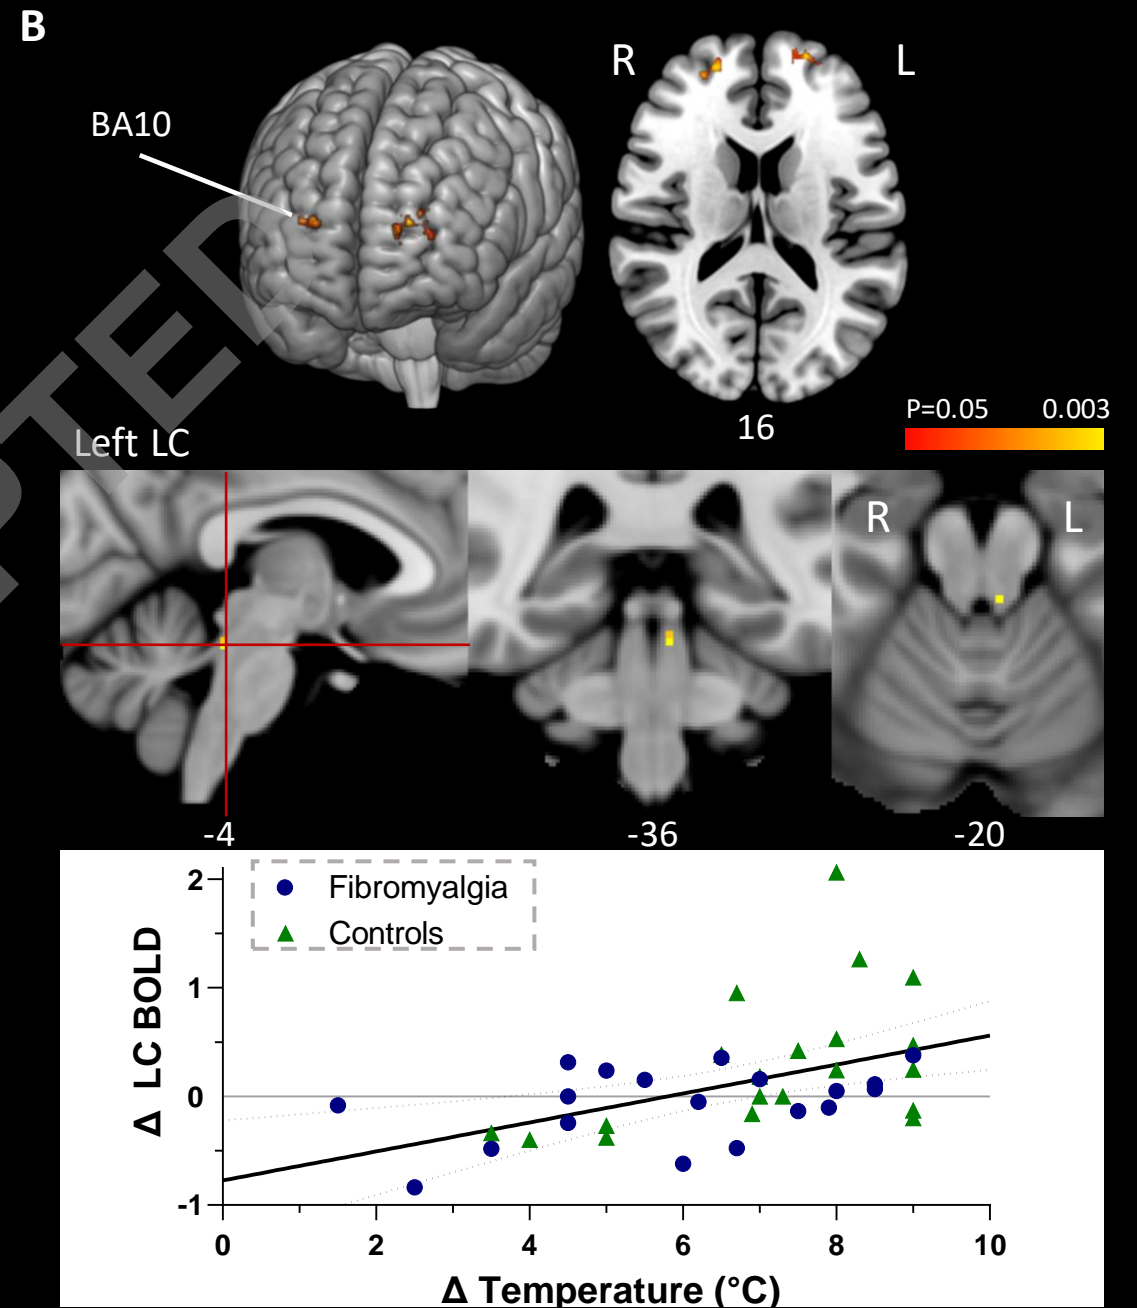 B
R L
BA10
P=0.05 0.003
16
Left LC
R L
-4 -36 -20
Fibromyalgia
Controls
Δ LC BOLD
2
1
0
-1
0 2 4 6 8 10
Δ Temperature (°C)
PTED